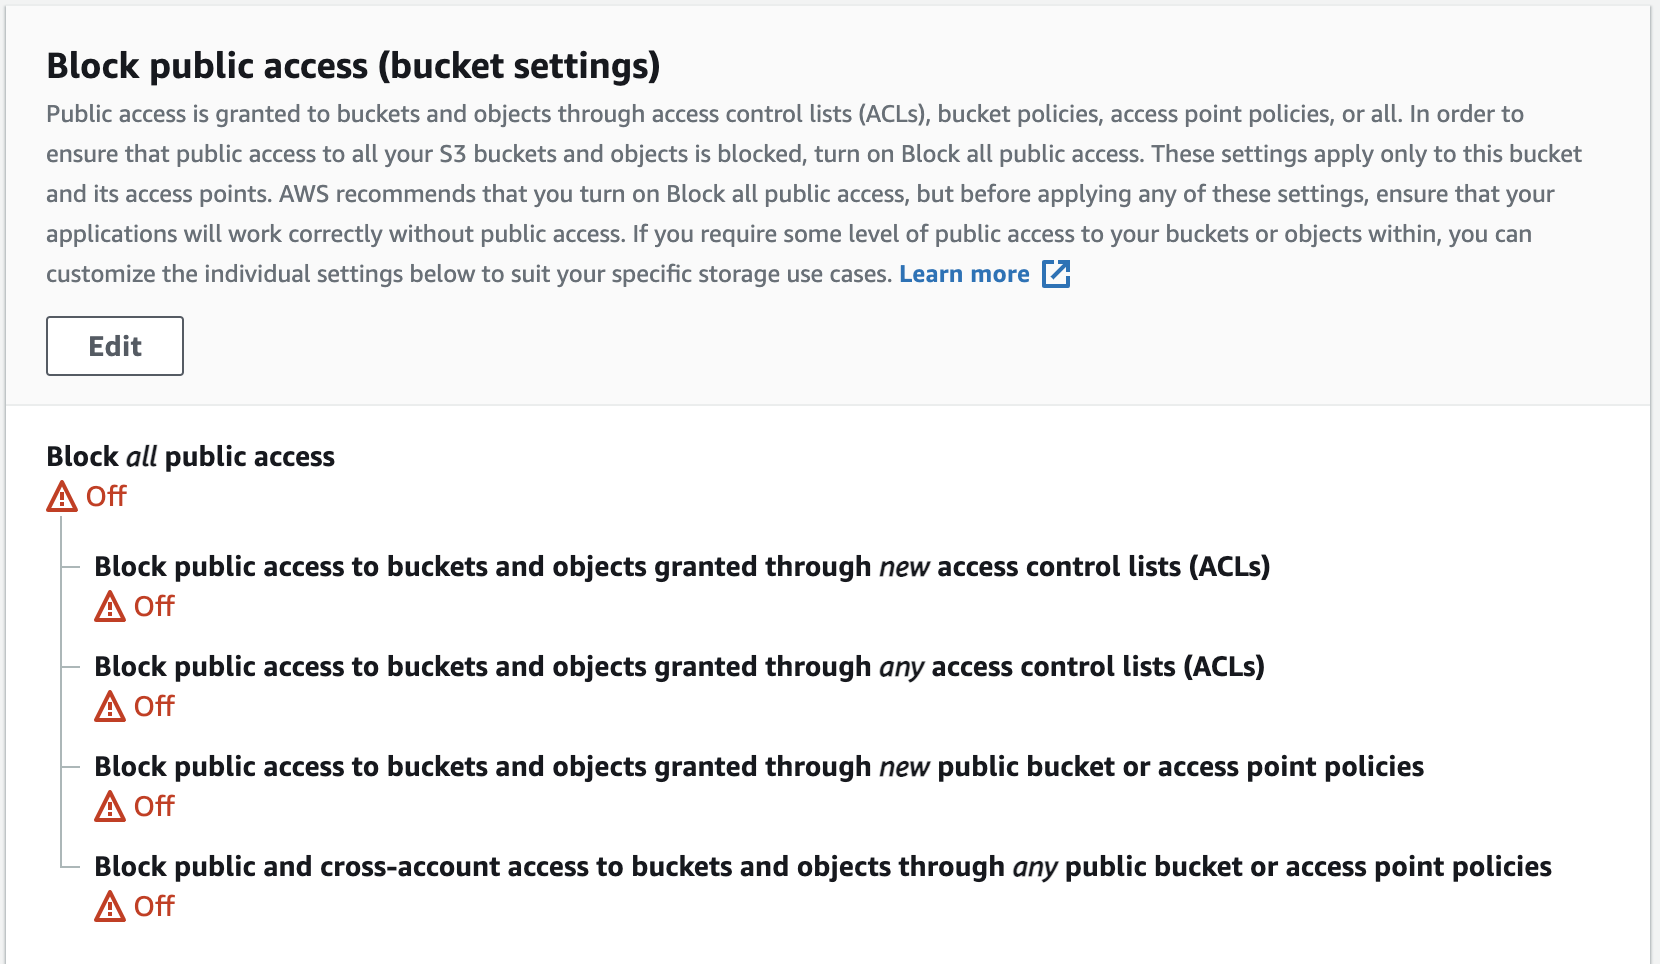 Block public access (bucket settings)
Public access is granted to buckets and objects through access control lists (ACLs), bucket policies, access point policies, or all. In order to
ensure that public access to all your S3 buckets and objects is blocked, turn on Block all public access. These settings apply only to this bucket
and its access points. AWS recommends that you turn on Block all public access, but before applying any of these settings, ensure that your
applications will work correctly without public access. If you require some level of public access to your buckets or objects within, you can
customize the individual settings below to suit your specific storage use cases. Learn more
Edit
Block all public access
Off
Block public access to buckets and objects granted through new access control lists (ACLs)
Off
Block public access to buckets and objects granted through any access control lists (ACLs)
Off
Block public access to buckets and objects granted through new public bucket or access point policies
Off
Block public and cross-account access to buckets and objects through any public bucket or access point policies
Off